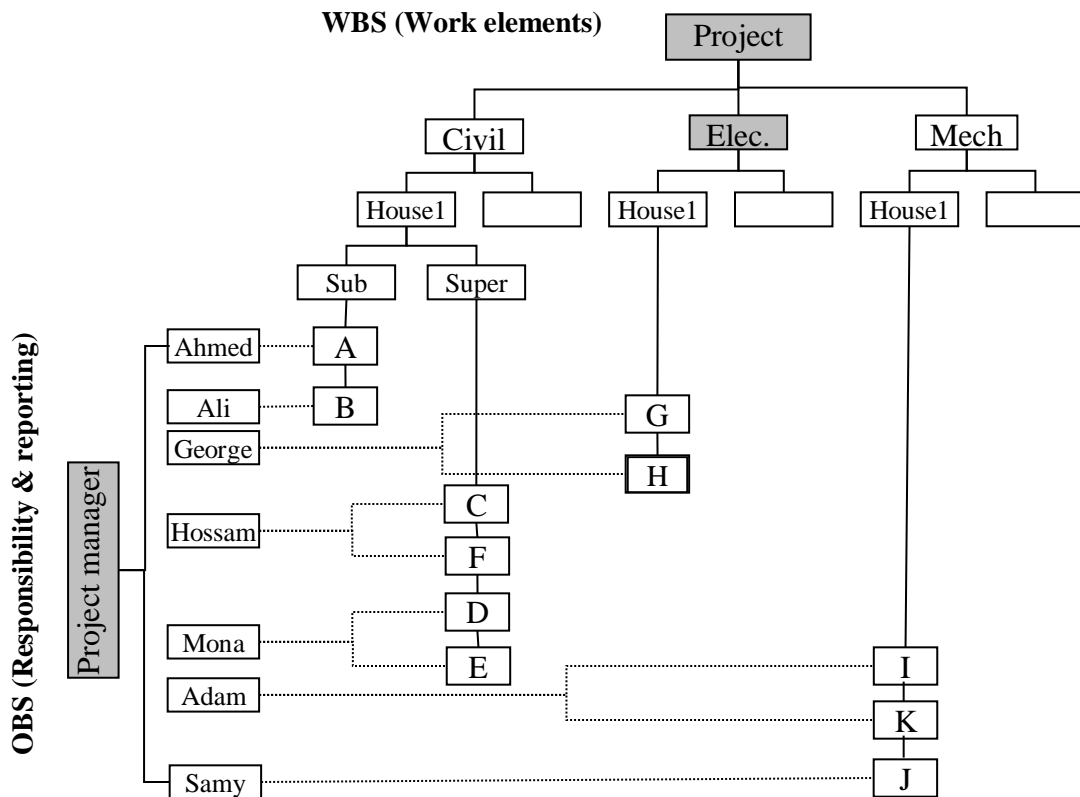 WBS (Work elements)
Project
Civil
Elec.
Mech
House1
House1
House1
Sub
Super
OBS (Responsibility & reporting)
Project manager
Ahmed
A
Ali
B
George
G
H
Hossam
C
F
Mona
D
E
Adam
I
K
Samy
J